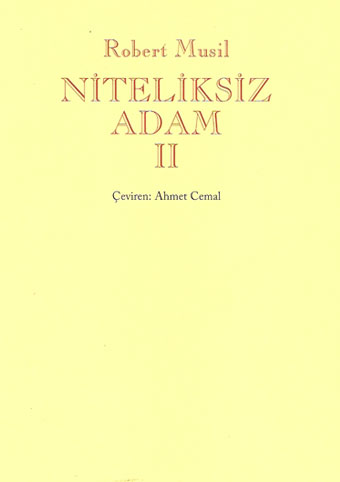 Robert Musil
NİTELİKSİZ
ADAM
II
Çeviren: Ahmet Cemal